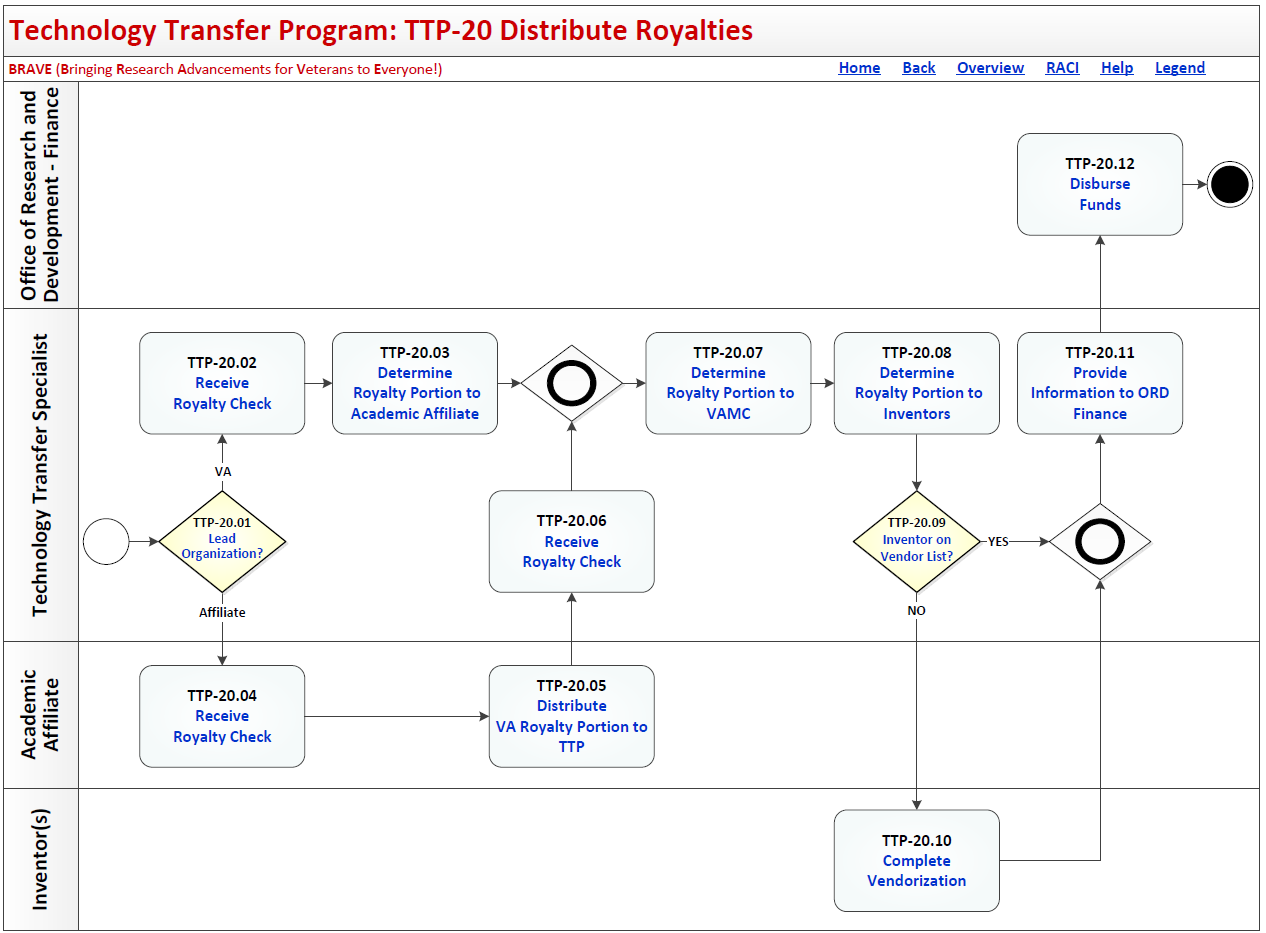 Technology Transfer Program: TTP-20 Distribute Royalties
BRAVE (Bringing Research Advancements for Veterans to Everyone!)
Home Back Overview RACI Help Legend
Office of Research and
Development - Finance
TTP-20.12
Disburse
Funds
Technology Transfer Specialist
TTP-20.02
Receive
Royalty Check
TTP-20.03
Determine
Royalty Portion to
Academic Affiliate
TTP-20.07
Determine
Royalty Portion to
VAMC
TTP-20.08
Determine
Royalty Portion to
Inventors
TTP-20.11
Provide
Information to ORD
Finance
VA
TTP-20.01
Lead
Organization?
Affiliate
TTP-20.06
Receive
Royalty Check
TTP-20.09
Inventor on
Vendor List?
YES
NO
Academic
Affiliate
TTP-20.04
Receive
Royalty Check
TTP-20.05
Distribute
VA Royalty Portion to
TTP
Inventor(s)
TTP-20.10
Complete
Vendorization